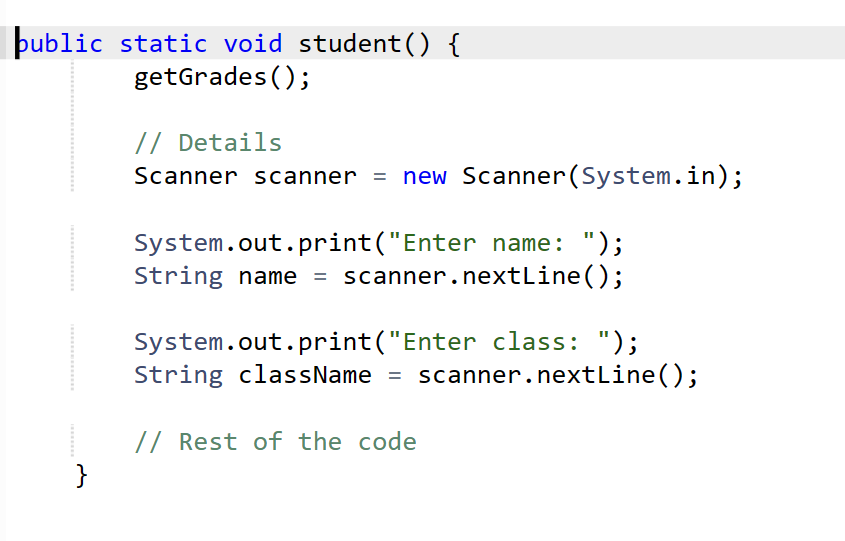 public static void student() {
getGrades();
// Details
Scanner scanner = new Scanner(System.in);
System.out.print("Enter name: ");
String name = scanner.nextLine();
System.out.print("Enter class: ");
String className = scanner.nextLine();
// Rest of the code
}